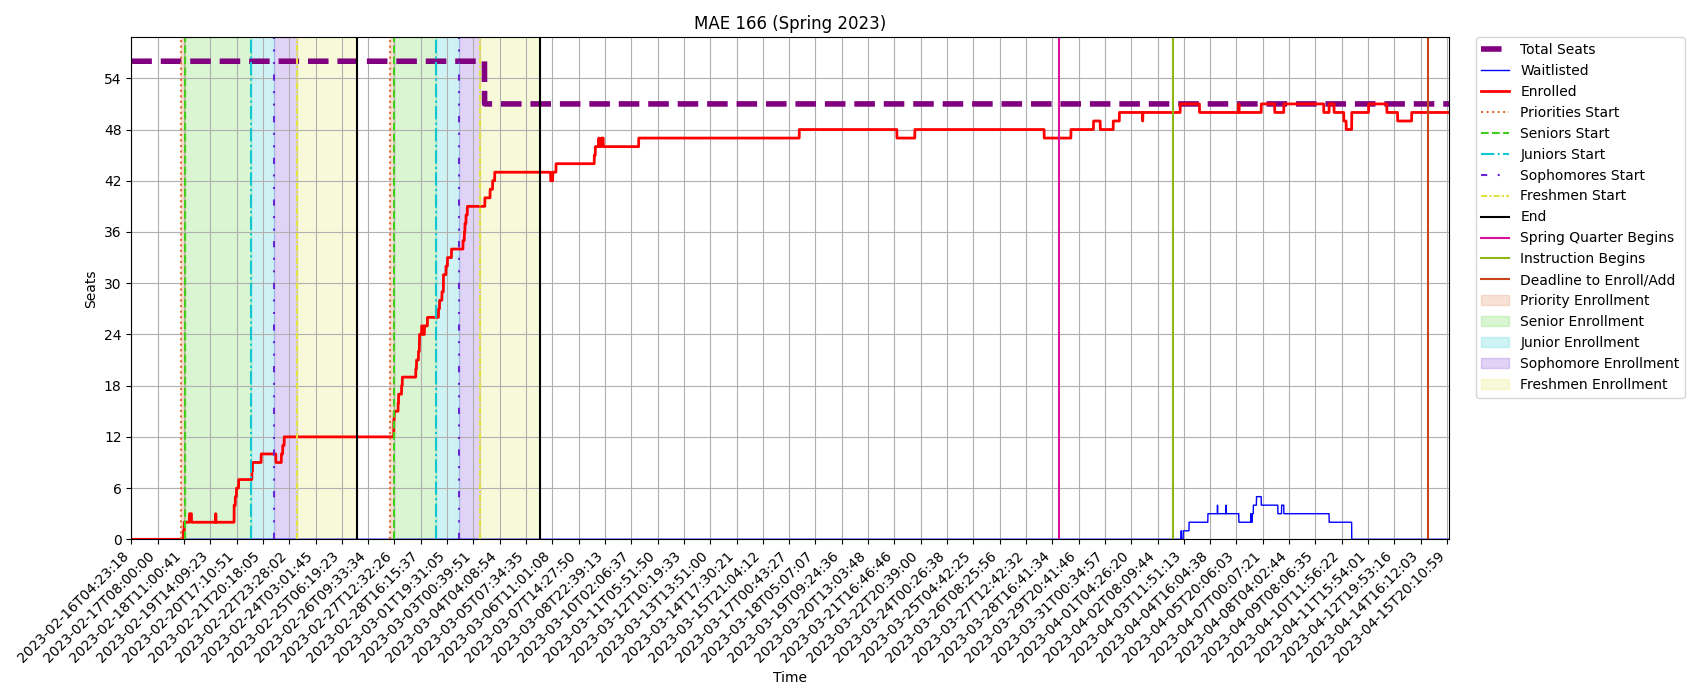 MAE 166 (Spring 2023)
Seats
54
48
42
36
30
24
18
12
6
0
2023-02-16T04:23:18
2023-02-17T08:00:00
2023-02-18T11:00:41
2023-02-19T14:09:23
2023-02-20T17:10:51
2023-02-21T20:18:05
2023-02-22T23:28:02
2023-02-24T03:01:45
2023-02-25T06:19:23
2023-02-26T09:33:34
2023-02-27T12:32:26
2023-02-28T16:15:37
2023-03-01T19:31:05
2023-03-03T00:39:51
2023-03-04T04:08:54
2023-03-05T07:34:35
2023-03-06T11:01:08
2023-03-07T14:27:50
2023-03-08T22:39:13
2023-03-10T02:06:37
2023-03-11T05:51:50
2023-03-12T10:19:33
2023-03-13T13:51:00
2023-03-14T17:30:21
2023-03-15T21:04:12
2023-03-17T00:43:27
2023-03-18T05:07:07
2023-03-19T09:24:36
2023-03-20T13:03:48
2023-03-21T16:46:46
2023-03-22T20:39:00
2023-03-24T00:26:38
2023-03-25T04:42:25
2023-03-26T08:25:56
2023-03-27T12:42:32
2023-03-28T16:41:34
2023-03-29T20:41:46
2023-03-31T00:34:57
2023-04-01T04:26:20
2023-04-02T08:09:44
2023-04-03T11:51:13
2023-04-04T16:04:38
2023-04-05T20:06:03
2023-04-07T00:07:21
2023-04-08T04:02:44
2023-04-09T08:06:35
2023-04-10T11:56:22
2023-04-11T15:54:01
2023-04-12T19:53:16
2023-04-14T16:12:03
2023-04-15T20:10:59
Time
Total Seats
Waitlisted
Enrolled
Priorities Start
Seniors Start
Juniors Start
Sophomores Start
Freshmen Start
End
Spring Quarter Begins
Instruction Begins
Deadline to Enroll/Add
Priority Enrollment
Senior Enrollment
Junior Enrollment
Sophomore Enrollment
Freshmen Enrollment